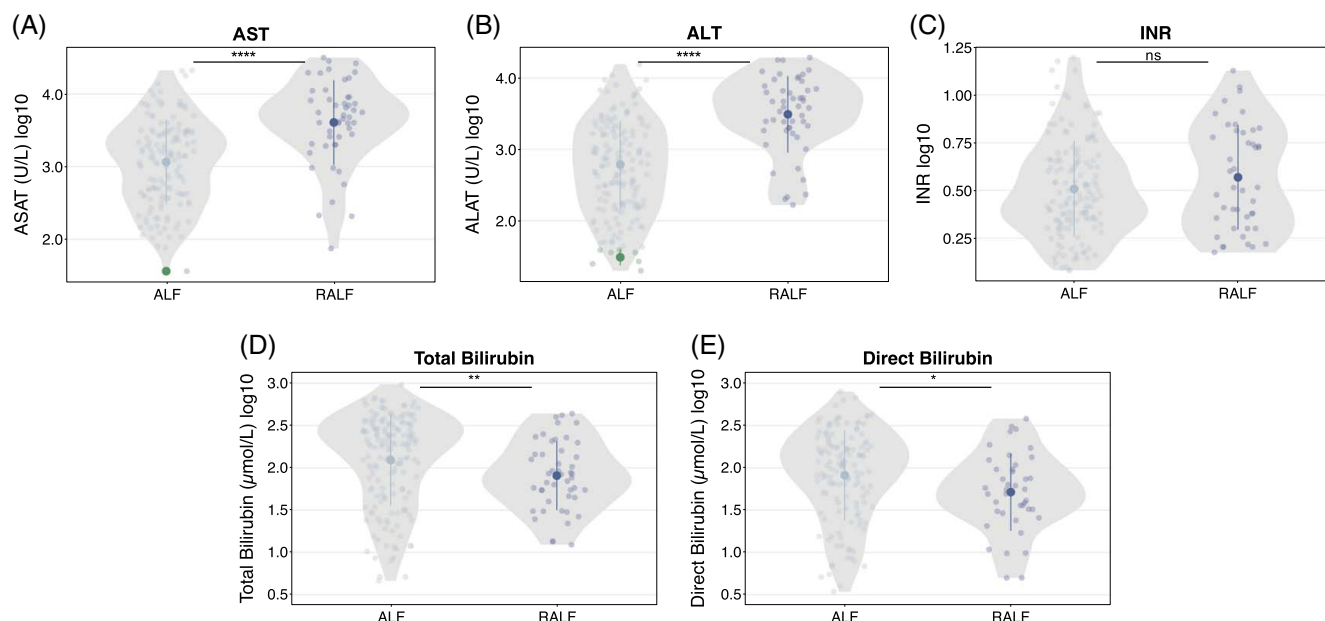 (A)
AST
****
ASAT (U/L) log10
4.0
3.0
2.0
ALF
RALF
(B)
ALT
****
ALAT (U/L) log10
4.0
3.0
2.0
ALF
RALF
(C)
INR
ns
INR log10
1.25
1.00
0.75
0.50
0.25
ALF
RALF
(D)
Total Bilirubin
**
Total Bilirubin (μmol/L) log10
3.0
2.5
2.0
1.5
1.0
0.5
ALF
RALF
(E)
Direct Bilirubin
*
Direct Bilirubin (μmol/L) log10
3.0
2.5
2.0
1.5
1.0
0.5
ALF
RALF